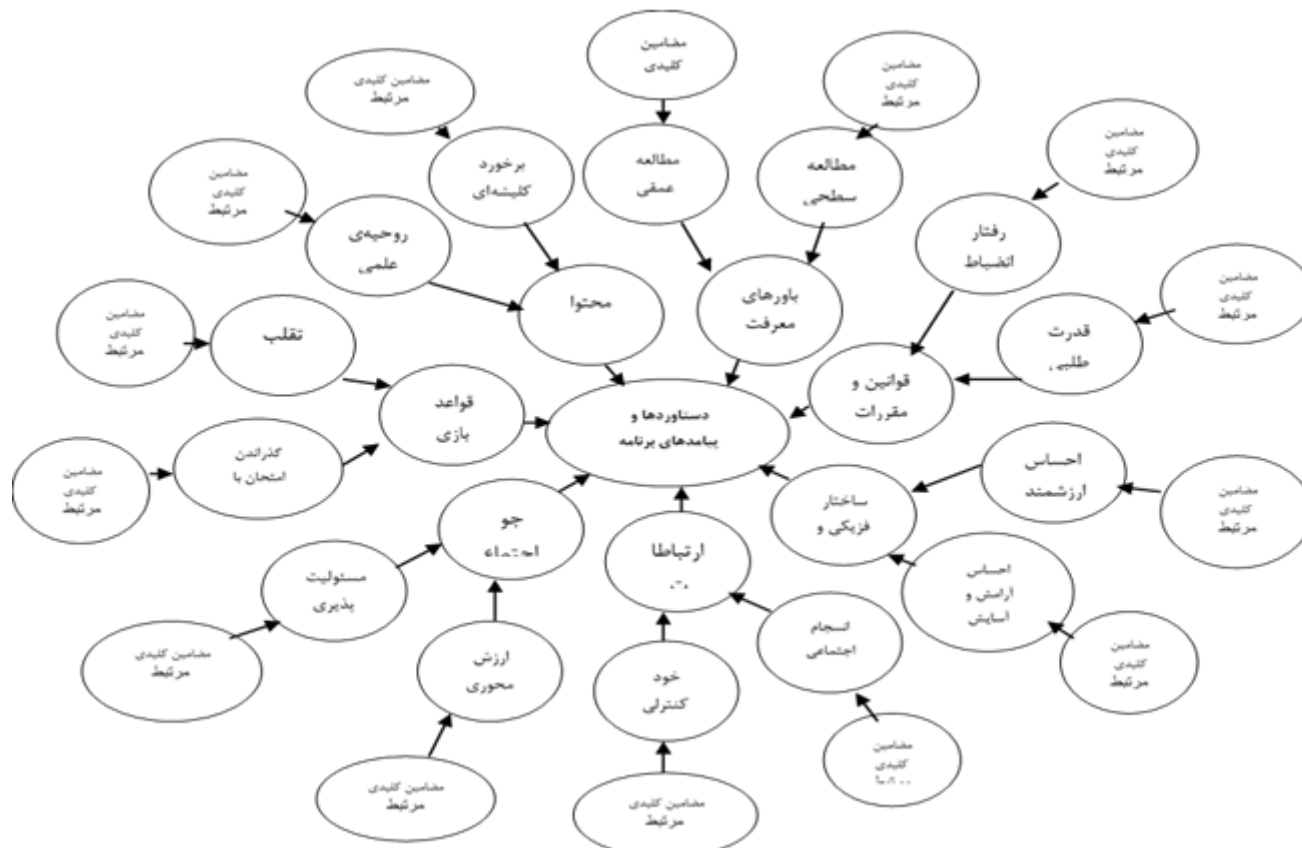 مضامین
کلیدی
مضامین
کلیدی
مرتبط
مضامین کلیدی
مرتبط
مضامین
کلیدی
مرتبط
مطالعه
عمقی
مطالعه
سطحی
برخورد
کلیشه‌ای
مضامین
کلیدی
مرتبط
روحیه‌ی
علمی
رفتار
انضباط
محتوا
باورهای
معرفت
مضامین
کلیدی
مرتبط
قدرت
طلبی
مضامین
کلیدی
مرتبط
تقلب
قوانین و
مقررات
قواعد
بازی
دستاوردها و
پیامدهای برنامه
گذراندن
امتحان با
مضامین
کلیدی
مرتبط
احساس
ارزشمند
مضامین
کلیدی
مرتبط
ساختار
فزیکی و
جو
اجتماعی
ارتباطا
ت
احساس
آرامش و
آسایش
مسئولیت
پذیری
انسجام
اجتماعی
مضامین
کلیدی
مرتبط
مضامین کلیدی
مرتبط
ارزش
محوری
خود
کنترلی
مضامین
کلیدی
مرتبط
مضامین کلیدی
مرتبط
مضامین کلیدی
مرتبط